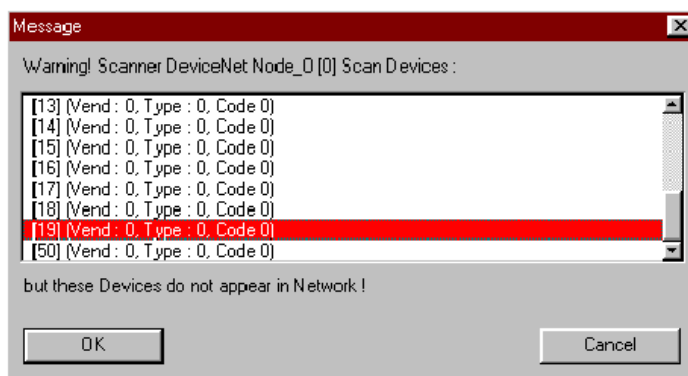 Message
Warning! Scanner DeviceNet Node_0 [0] Scan Devices :
[13] (Vend : 0, Type : 0, Code 0)
[14] (Vend : 0, Type : 0, Code 0)
[15] (Vend : 0, Type : 0, Code 0)
[16] (Vend : 0, Type : 0, Code 0)
[17] (Vend : 0, Type : 0, Code 0)
[18] (Vend : 0, Type : 0, Code 0)
[19] (Vend : 0, Type : 0, Code 0)
[50] (Vend : 0, Type : 0, Code 0)
but these Devices do not appear in Network !
OK
Cancel